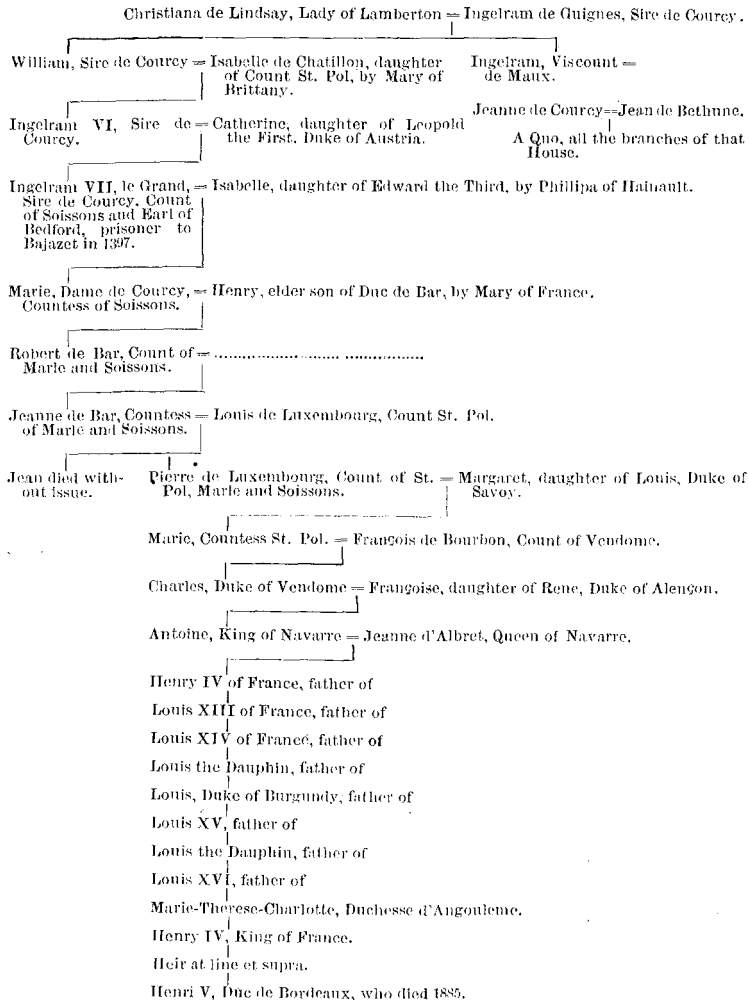 Christiana de Lindsay, Lady of Lamberton = Ingelram de Guignes, Sire de Courcy.
William, Sire de Courcy = Isabelle de Chatillon, daughter
of Count St. Pol, by Mary of
Brittany.
Ingelram, Viscount =
de Maux.
Jeanne de Courcy==Jean de Bethune.
A Quo, all the branches of that
House.
Ingelram VI, Sire de = Catherine, daughter of Leopold
Courcy.
the First, Duke of Austria.
Ingelram VII, le Grand, = Isabelle, daughter of Edward the Third, by Phillipa of Hainault.
Sire de Courcy, Count
of Soissons and Earl of
Bedford, prisoner to
Bajazet in 1397.
Marie, Dame de Courcy, = Henry, elder son of Duc de Bar, by Mary of France.
Countess of Soissons.
Robert de Bar, Count of = ..........................................
Marle and Soissons.
Jeanne de Bar, Countess = Louis de Luxembourg, Count St. Pol.
of Marle and Soissons.
Jean died with-
out issue.
Pierre de Luxembourg, Count of St. = Margaret, daughter of Louis, Duke of
Pol, Marle and Soissons.
Savoy.
Marie, Countess St. Pol. = François de Bourbon, Count of Vendome.
Charles, Duke of Vendome = Françoise, daughter of Rene, Duke of Alençon.
Antoine, King of Navarre = Jeanne d'Albret, Queen of Navarre.
Henry IV of France, father of
Louis XIII of France, father of
Louis XIV of France, father of
Louis the Dauphin, father of
Louis, Duke of Burgundy, father of
Louis XV, father of
Louis the Dauphin, father of
Louis XVI, father of
Marie-Therese-Charlotte, Duchesse d'Angouleme.
Henry IV, King of France.
Heir at line et supra.
Henri V, Duc de Bordeaux, who died 1885.